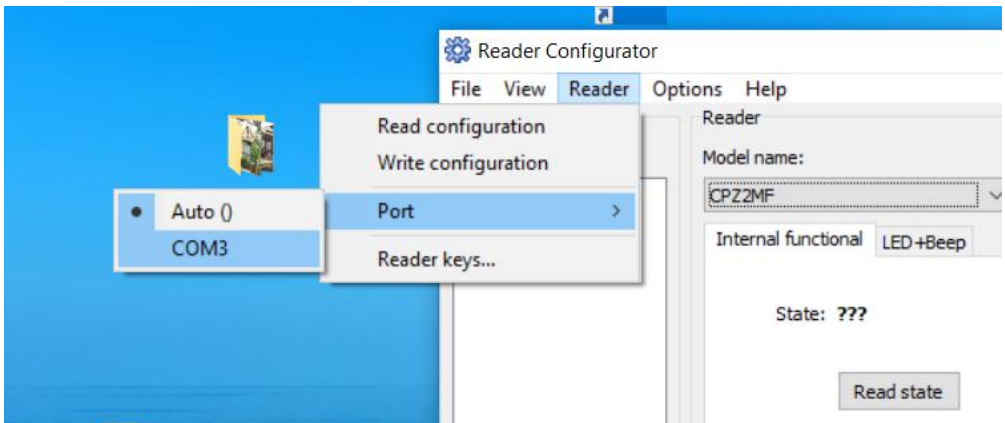 Reader Configurator
File View Reader Options Help
Read configuration
Write configuration
Port
Reader keys...
Auto ()
COM3
Reader
Model name:
CPZ2MF
Internal functional LED+Beep
State: ???
Read state